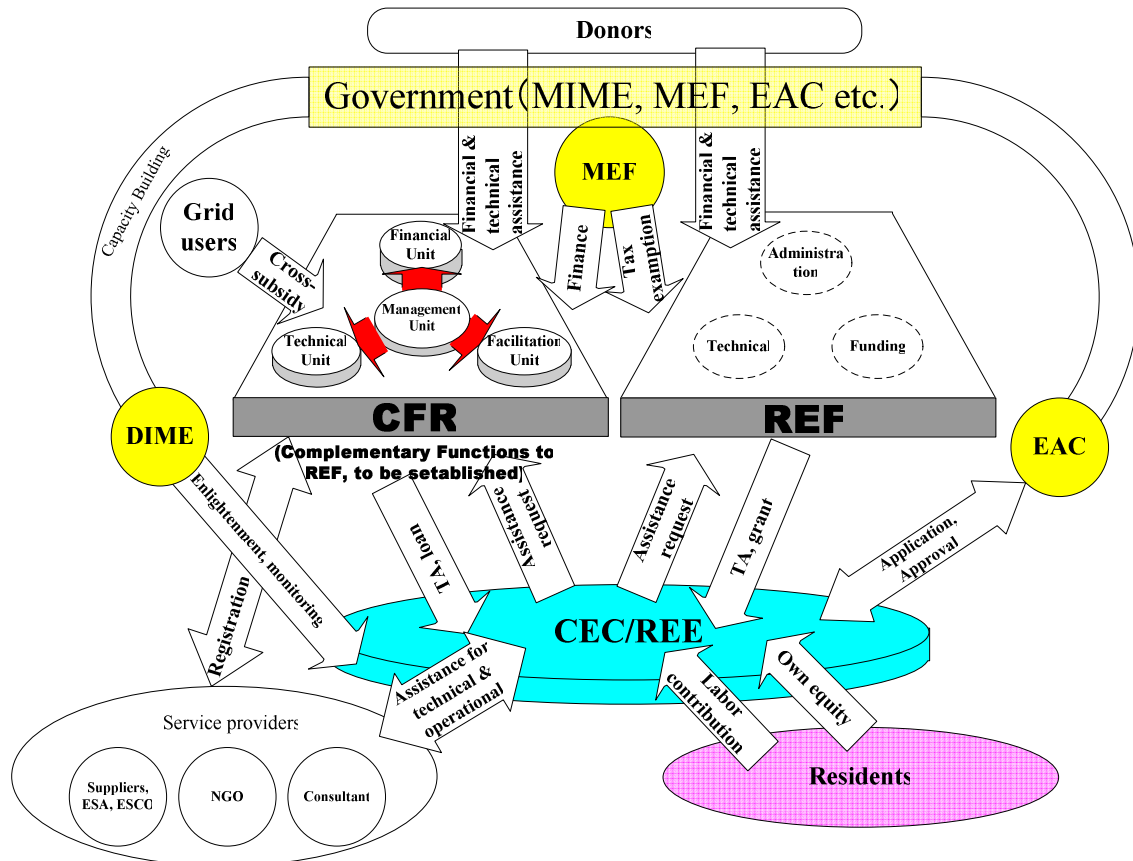 Donors
Government(MIME, MEF, EAC etc.)
Capacity Building
Financial &
technical
assistance
MEF
Financial &
technical
assistance
Grid
users
Cross-
subsidy
Finance
Tax
examption
Financial
Unit
Management
Unit
Technical
Unit
Facilitation
Unit
Administra
tion
Technical
Funding
CFR
REF
(Complementary Functions to
REF, to be setablished)
DIME
EAC
Enlightenment, monitoring
Registration
TA, loan
Assistance
request
Assistance
request
TA, grant
Application,
Approval
CEC/REE
Assistance for
technical &
operational
Labor
contribution
Own equity
Service providers
Suppliers,
ESA, ESCO
NGO
Consultant
Residents